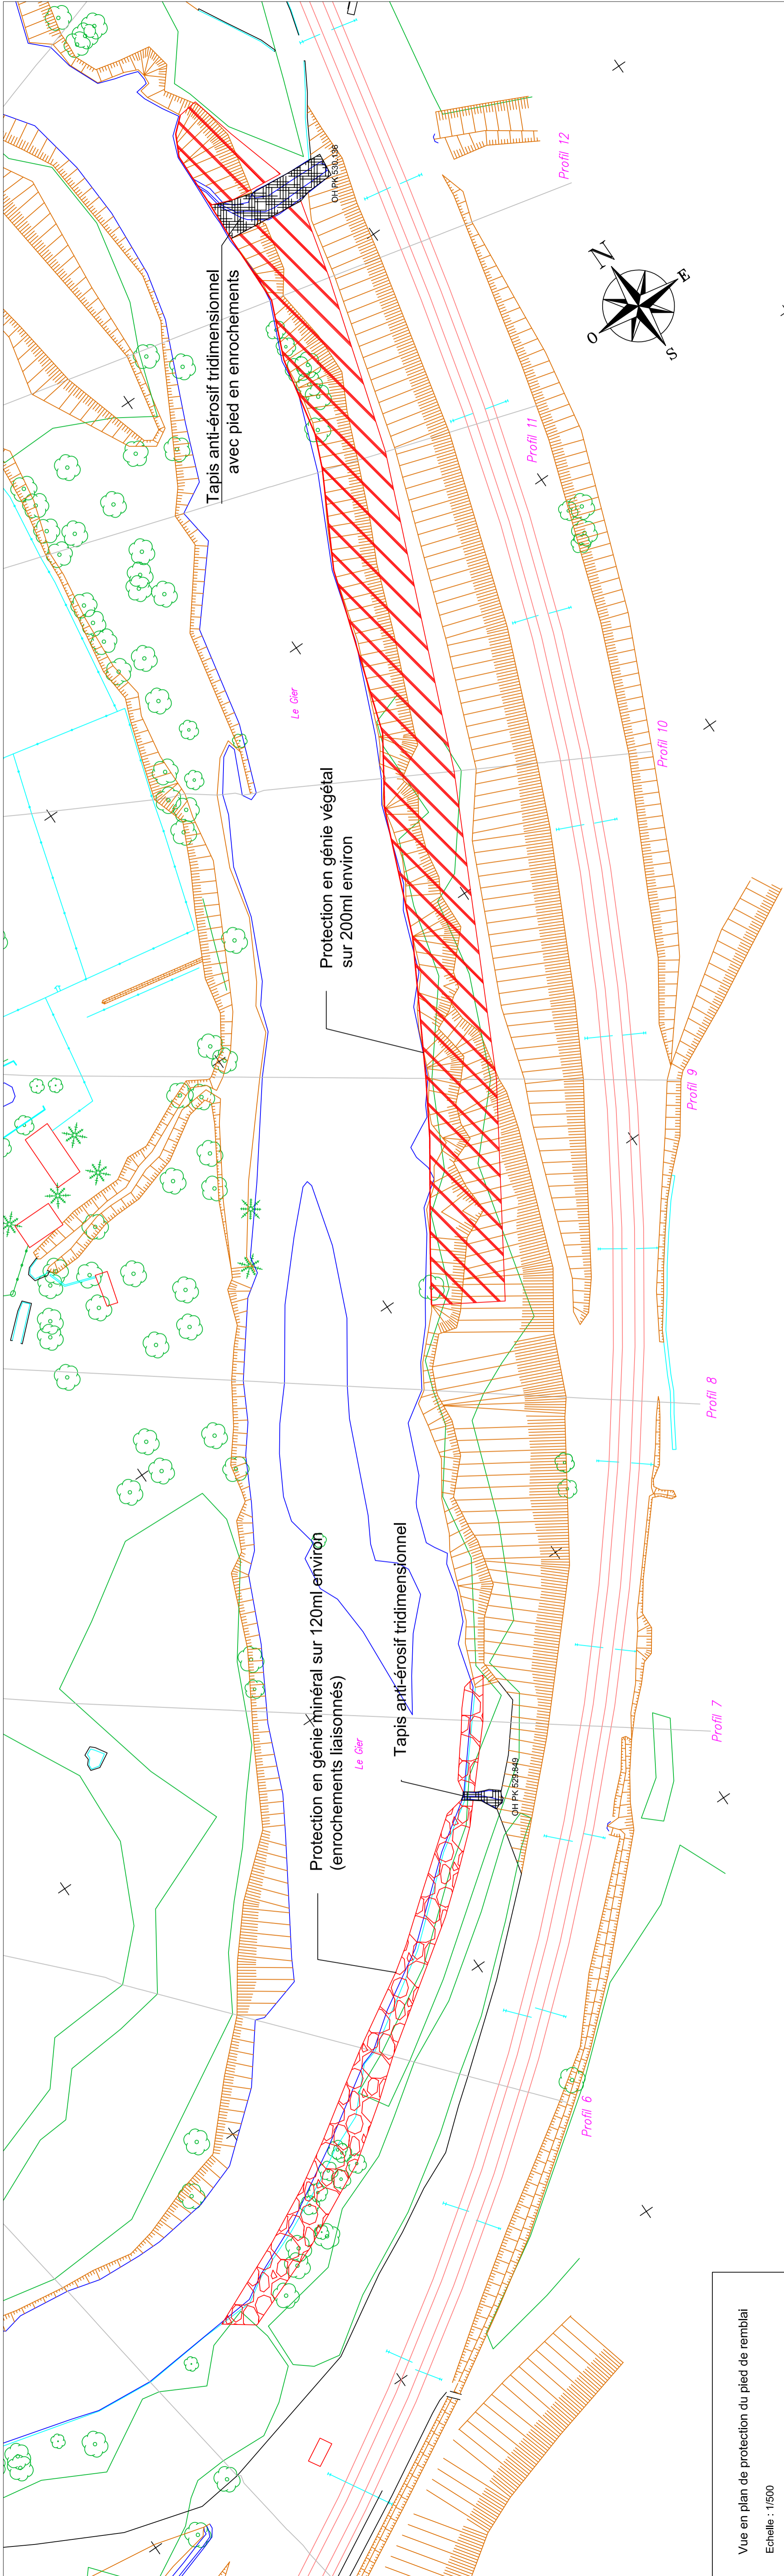 OH PK 530.136
Profil 12
N
E
S
O
Tapis anti-érosif tridimensionnel
avec pied en enrochements
Profil 11
Le Gier
Profil 10
Protection en génie végétal
sur 200ml environ
Profil 9
Profil 8
Protection en génie minéral sur 120ml environ
(enrochements liaisonnés)
Le Gier
Tapis anti-érosif tridimensionnel
OH PK 529.849
Profil 7
Profil 6
Vue en plan de protection du pied de remblai
Echelle : 1/500